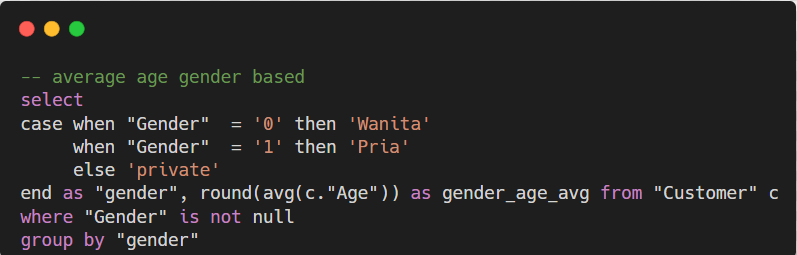 -- average age gender based
select
case when "Gender"  = '0' then 'Wanita'
     when "Gender"  = '1' then 'Pria'
     else 'private'
end as "gender", round(avg(c."Age")) as gender_age_avg from "Customer" c
where "Gender" is not null
group by "gender"